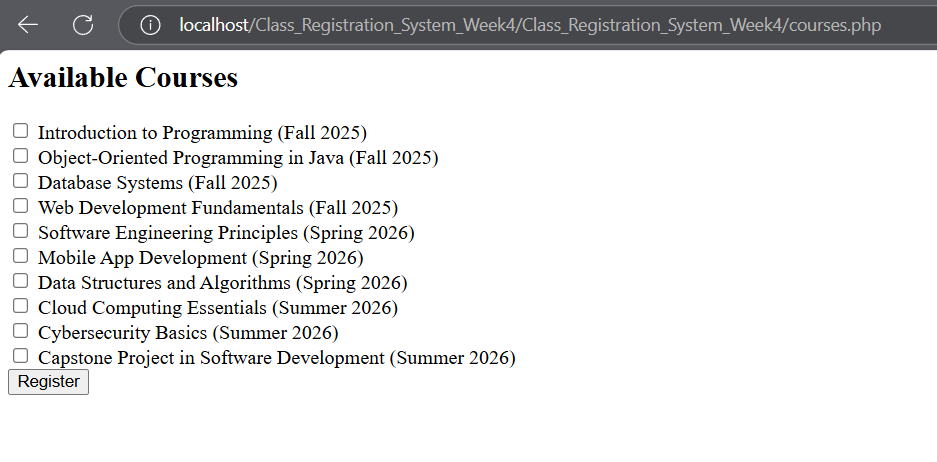 localhost/Class_Registration_System_Week4/Class_Registration_System_Week4/courses.php
Available Courses
Introduction to Programming (Fall 2025)
Object-Oriented Programming in Java (Fall 2025)
Database Systems (Fall 2025)
Web Development Fundamentals (Fall 2025)
Software Engineering Principles (Spring 2026)
Mobile App Development (Spring 2026)
Data Structures and Algorithms (Spring 2026)
Cloud Computing Essentials (Summer 2026)
Cybersecurity Basics (Summer 2026)
Capstone Project in Software Development (Summer 2026)
Register